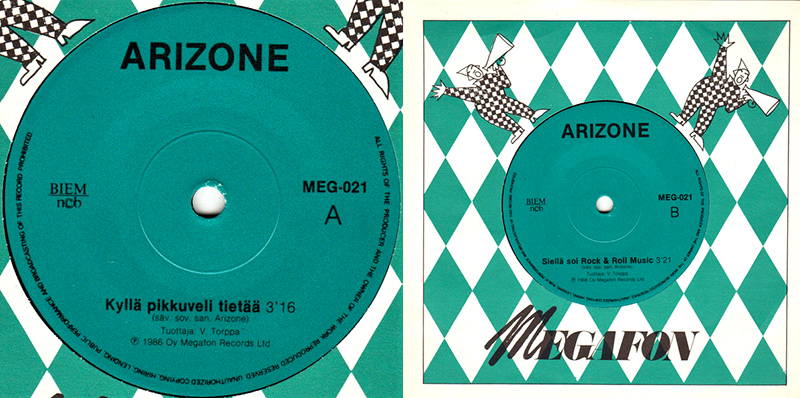 ARIZONE
BIEM
ncb
MEG-021
A
Kyllä pikkuveli tietää 3'16
(säv. sov. san. Arizone)
Tuottaja: V. Torppa
℗ 1986 Oy Megafon Records Ltd
ALL RIGHTS OF THE PRODUCER AND THE OWNER OF THE WORK REPRODUCED RESERVED. UNAUTHORIZED COPYING, HIRING, LENDING, PUBLIC PERFORMANCE AND BROADCASTING OF THIS RECORD PROHIBITED
ARIZONE
BIEM
ncb
MEG-021
B
Siellä soi Rock & Roll Music 3'21
(säv. sov. san. Arizone)
Tuottaja: V. Torppa
℗ 1986 Oy Megafon Records Ltd
MEGAFON